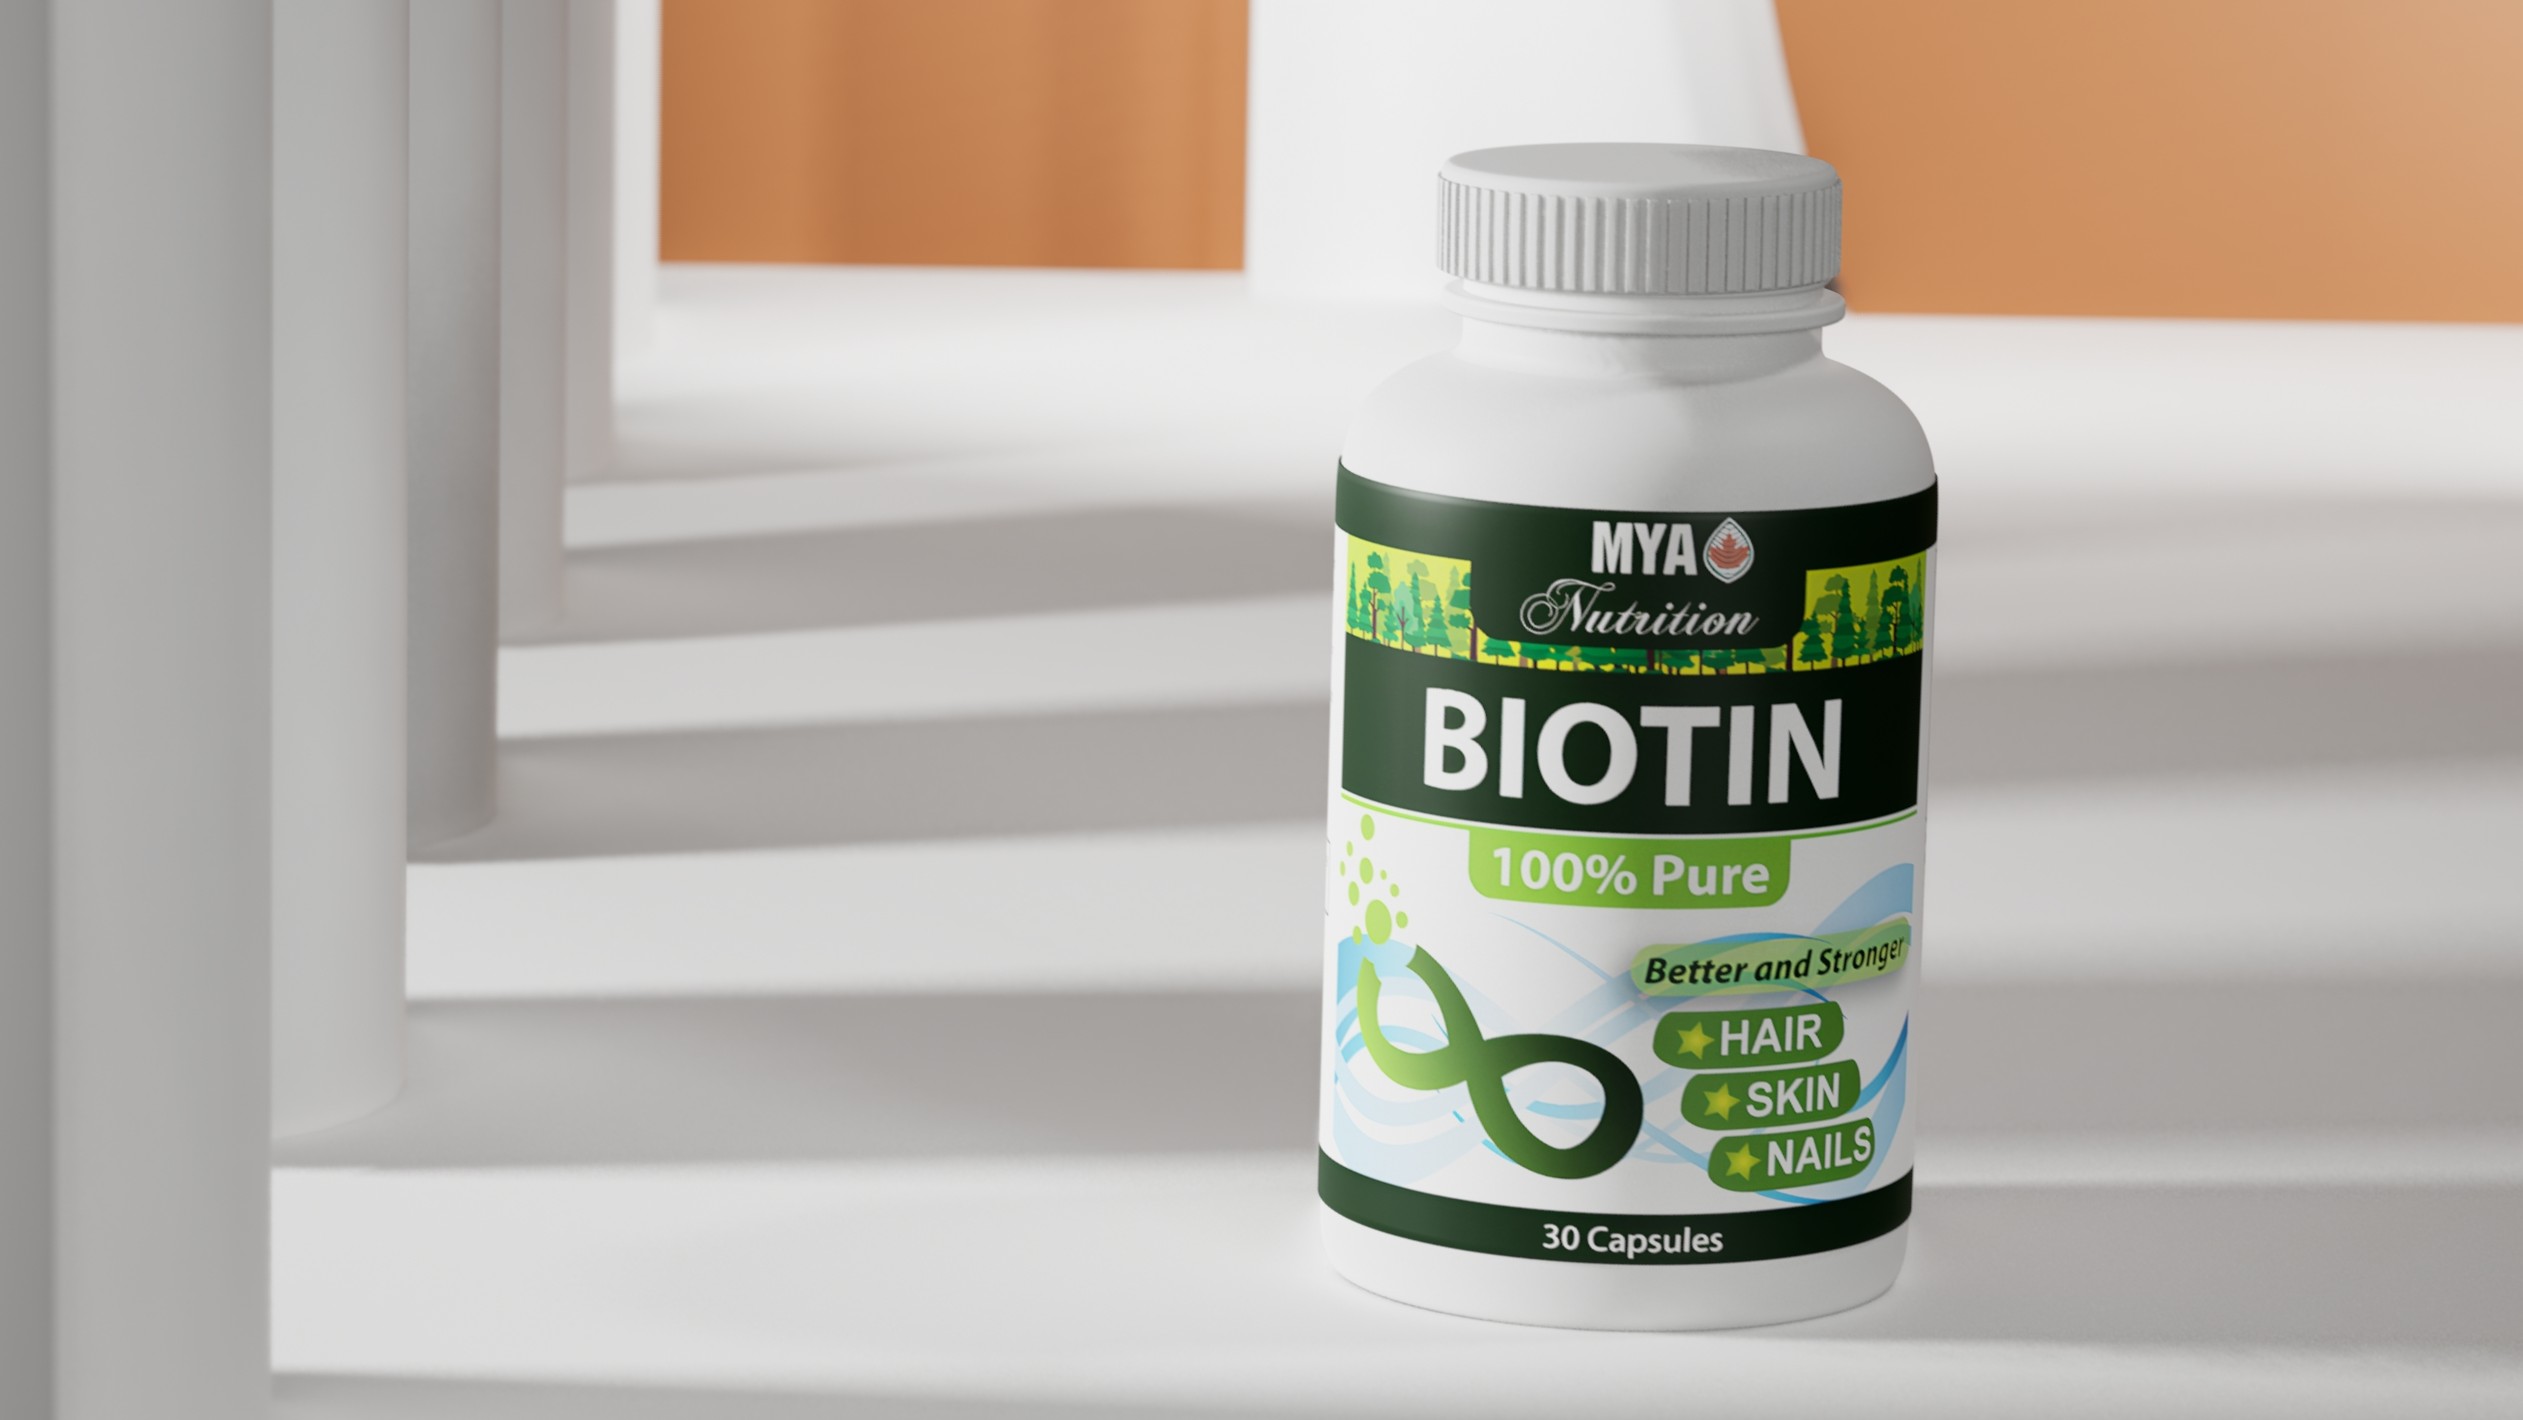 MYA
Nutrition
BIOTIN
100% Pure
Better and Stronger
HAIR
SKIN
NAILS
30 Capsules